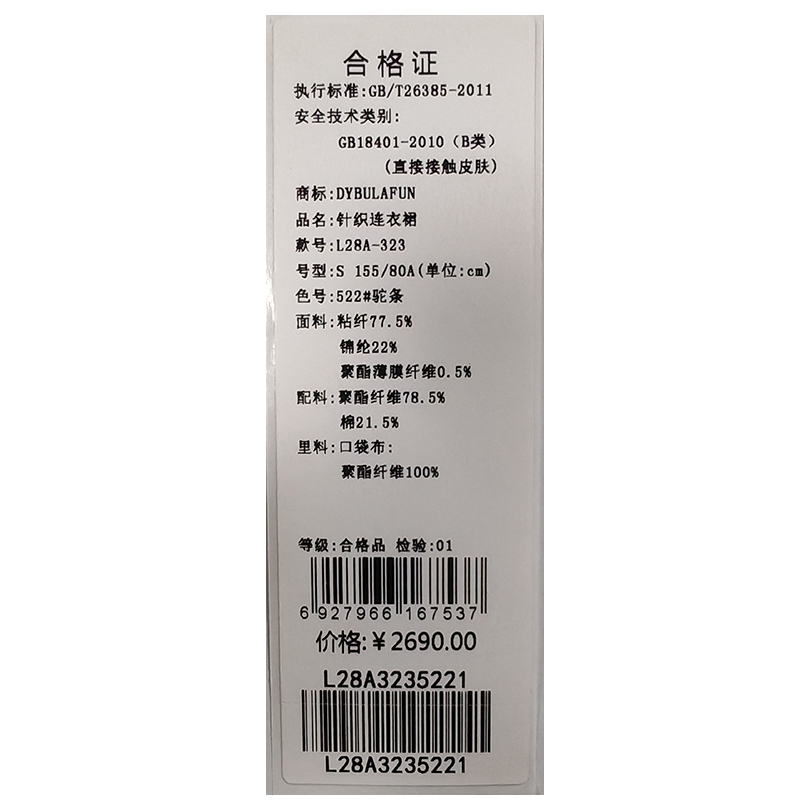 合格证
执行标准:GB/T26385-2011
安全技术类别:
GB18401-2010（B类）
(直接接触皮肤)
商标:DYBULAFUN
品名:针织连衣裙
款号:L28A-323
号型:S 155/80A(单位:cm)
色号:522#驼条
面料:粘纤77.5%
锦纶22%
聚酯薄膜纤维0.5%
配料:聚酯纤维78.5%
棉21.5%
里料:口袋布:
聚酯纤维100%
等级:合格品 检验:01
6 927966 167537
价格:￥2690.00
L28A3235221
L28A3235221